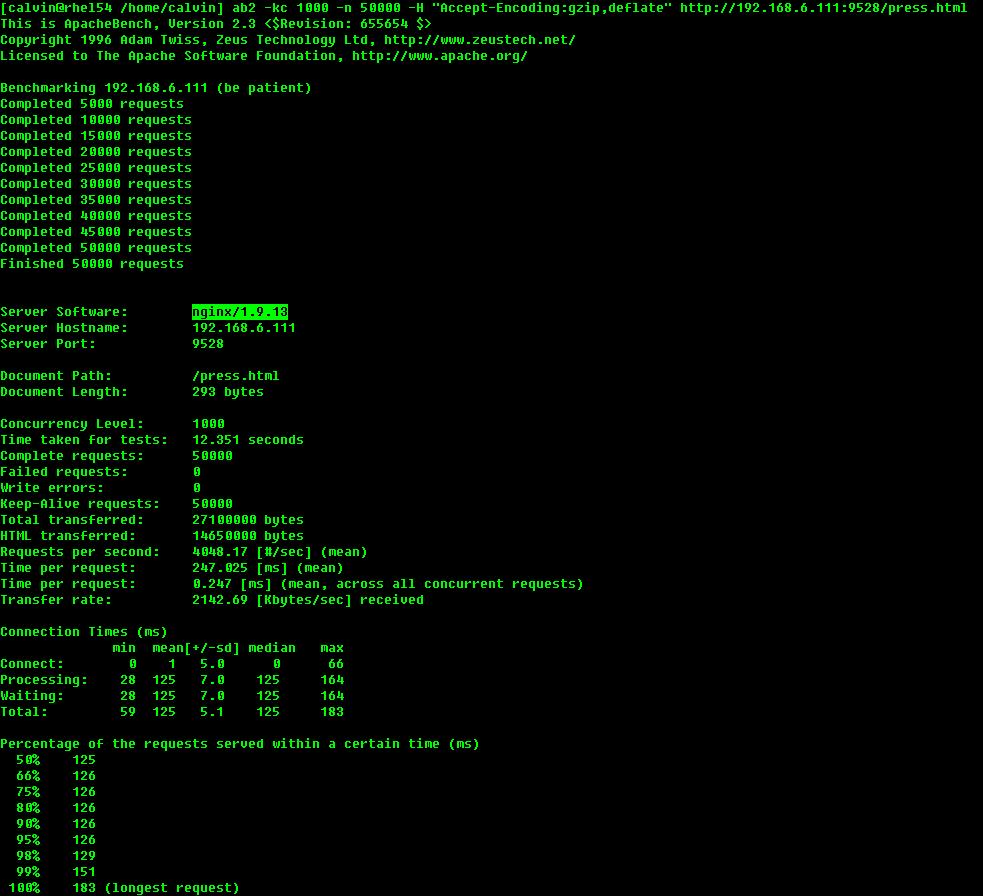 [calvin@rhel54 /home/calvin] ab2 -kc 1000 -n 50000 -H "Accept-Encoding:gzip,deflate" http://192.168.6.111:9528/press.html
This is ApacheBench, Version 2.3 <$Revision: 655654 $>
Copyright 1996 Adam Twiss, Zeus Technology Ltd, http://www.zeustech.net/
Licensed to The Apache Software Foundation, http://www.apache.org/

Benchmarking 192.168.6.111 (be patient)
Completed 5000 requests
Completed 10000 requests
Completed 15000 requests
Completed 20000 requests
Completed 25000 requests
Completed 30000 requests
Completed 35000 requests
Completed 40000 requests
Completed 45000 requests
Completed 50000 requests
Finished 50000 requests


Server Software:        nginx/1.9.13
Server Hostname:        192.168.6.111
Server Port:            9528

Document Path:          /press.html
Document Length:        293 bytes

Concurrency Level:      1000
Time taken for tests:   12.351 seconds
Complete requests:      50000
Failed requests:        0
Write errors:           0
Keep-Alive requests:    50000
Total transferred:      27100000 bytes
HTML transferred:       14650000 bytes
Requests per second:    4048.17 [#/sec] (mean)
Time per request:       247.025 [ms] (mean)
Time per request:       0.247 [ms] (mean, across all concurrent requests)
Transfer rate:          2142.69 [Kbytes/sec] received

Connection Times (ms)
              min  mean[+/-sd] median   max
Connect:        0    1   5.0      0      66
Processing:    28  125   7.0    125     164
Waiting:       28  125   7.0    125     164
Total:         59  125   5.1    125     183

Percentage of the requests served within a certain time (ms)
  50%    125
  66%    126
  75%    126
  80%    126
  90%    126
  95%    126
  98%    129
  99%    151
 100%    183 (longest request)